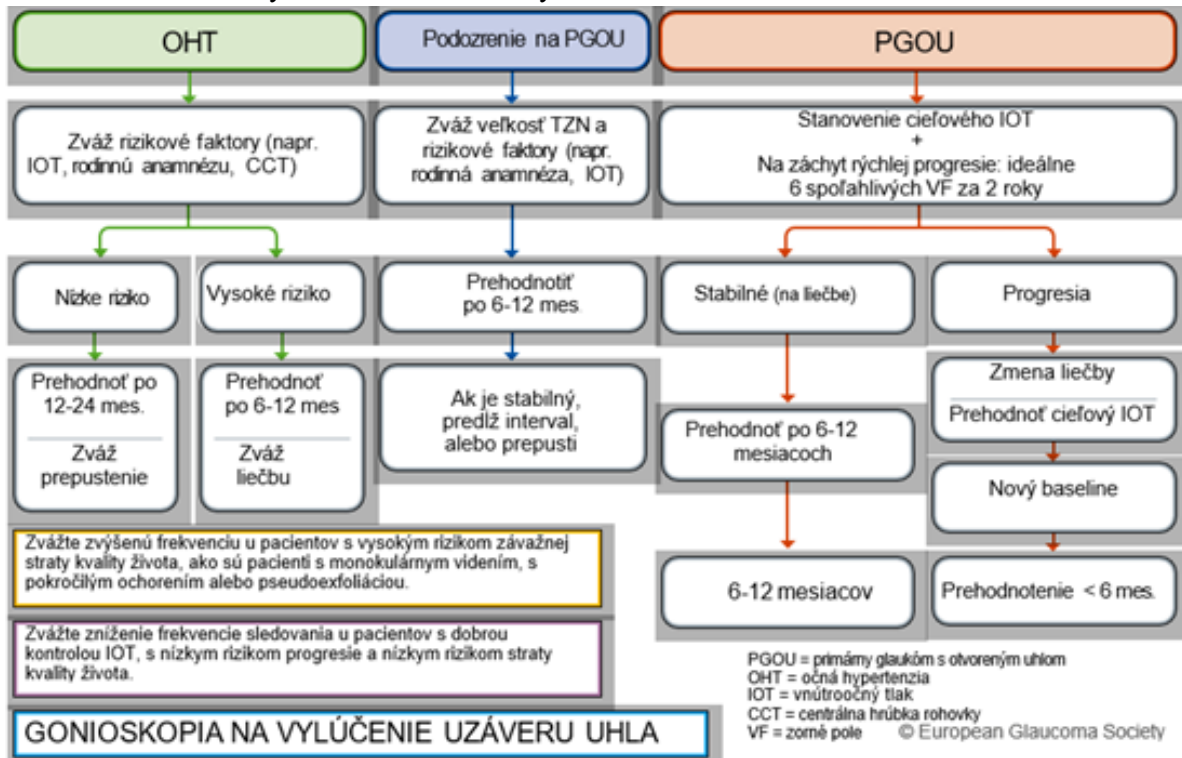 OHT
Podozrenie na PGOU
PGOU
Zváž rizikové faktory (napr.
IOT, rodinnú anamnézu, CCT)
Zváž veľkosť TZN a
rizikové faktory (napr.
rodinná anamnéza, IOT)
Stanovenie cieľového IOT
+
Na záchyt rýchlej progresie: ideálne
6 spoľahlivých VF za 2 roky
Nízke riziko
Vysoké riziko
Prehodnotiť
po 6-12 mes.
Stabilné (na liečbe)
Progresia
Prehodnoť po
12-24 mes.
Zváž
prepustenie
Prehodnoť
po 6-12 mes
Zváž
liečbu
Ak je stabilný,
predĺž interval,
alebo prepusti
Prehodnoť po 6-12
mesiacoch
Zmena liečby
Prehodnoť cieľový IOT
Nový baseline
6-12 mesiacov
Prehodnotenie < 6 mes.
Zvážte zvýšenú frekvenciu u pacientov s vysokým rizikom závažnej
straty kvality života, ako sú pacienti s monokulárnym videním, s
pokročilým ochorením alebo pseudoexfoliáciou.
Zvážte zníženie frekvencie sledovania u pacientov s dobrou
kontrolou IOT, s nízkym rizikom progresie a nízkym rizikom straty
kvality života.
GONIOSKOPIA NA VYLÚČENIE UZÁVERU UHLA
PGOU = primárny glaukóm s otvoreným uhlom
OHT = očná hypertenzia
IOT = vnútroočný tlak
CCT = centrálna hrúbka rohovky
VF = zorné pole
© European Glaucoma Society